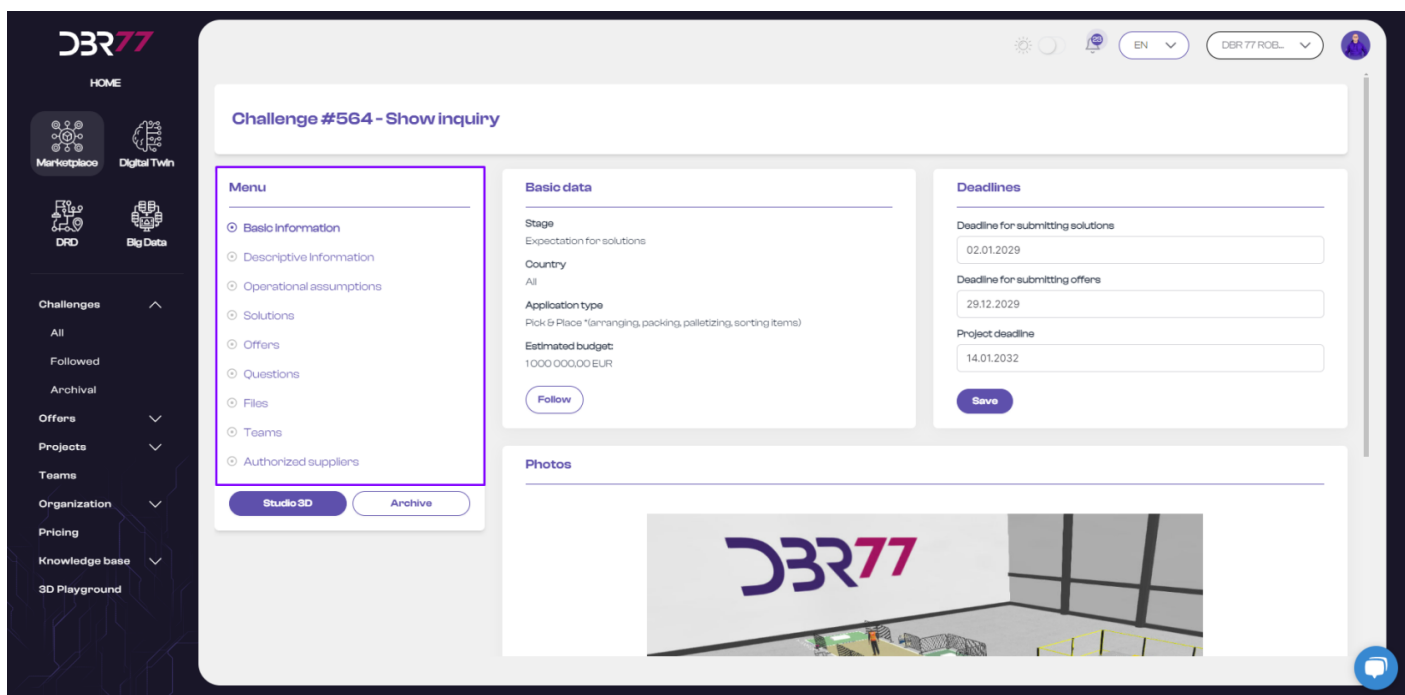 DBR77
HOME
Marketplace
Digital Twin
DRD
Big Data
Challenges
All
Followed
Archival
Offers
Projects
Teams
Organization
Pricing
Knowledge base
3D Playground
EN
DBR 77 ROB...
Challenge #564 - Show inquiry
Menu
Basic Information
Descriptive Information
Operational assumptions
Solutions
Offers
Questions
Files
Teams
Authorized suppliers
Studio 3D
Archive
Basic data
Stage
Expectation for solutions
Country
All
Application type
Pick & Place *(arranging, packing, palletizing, sorting items)
Estimated budget:
1 000 000,00 EUR
Follow
Deadlines
Deadline for submitting solutions
02.01.2029
Deadline for submitting offers
29.12.2029
Project deadline
14.01.2032
Save
Photos
DBR77